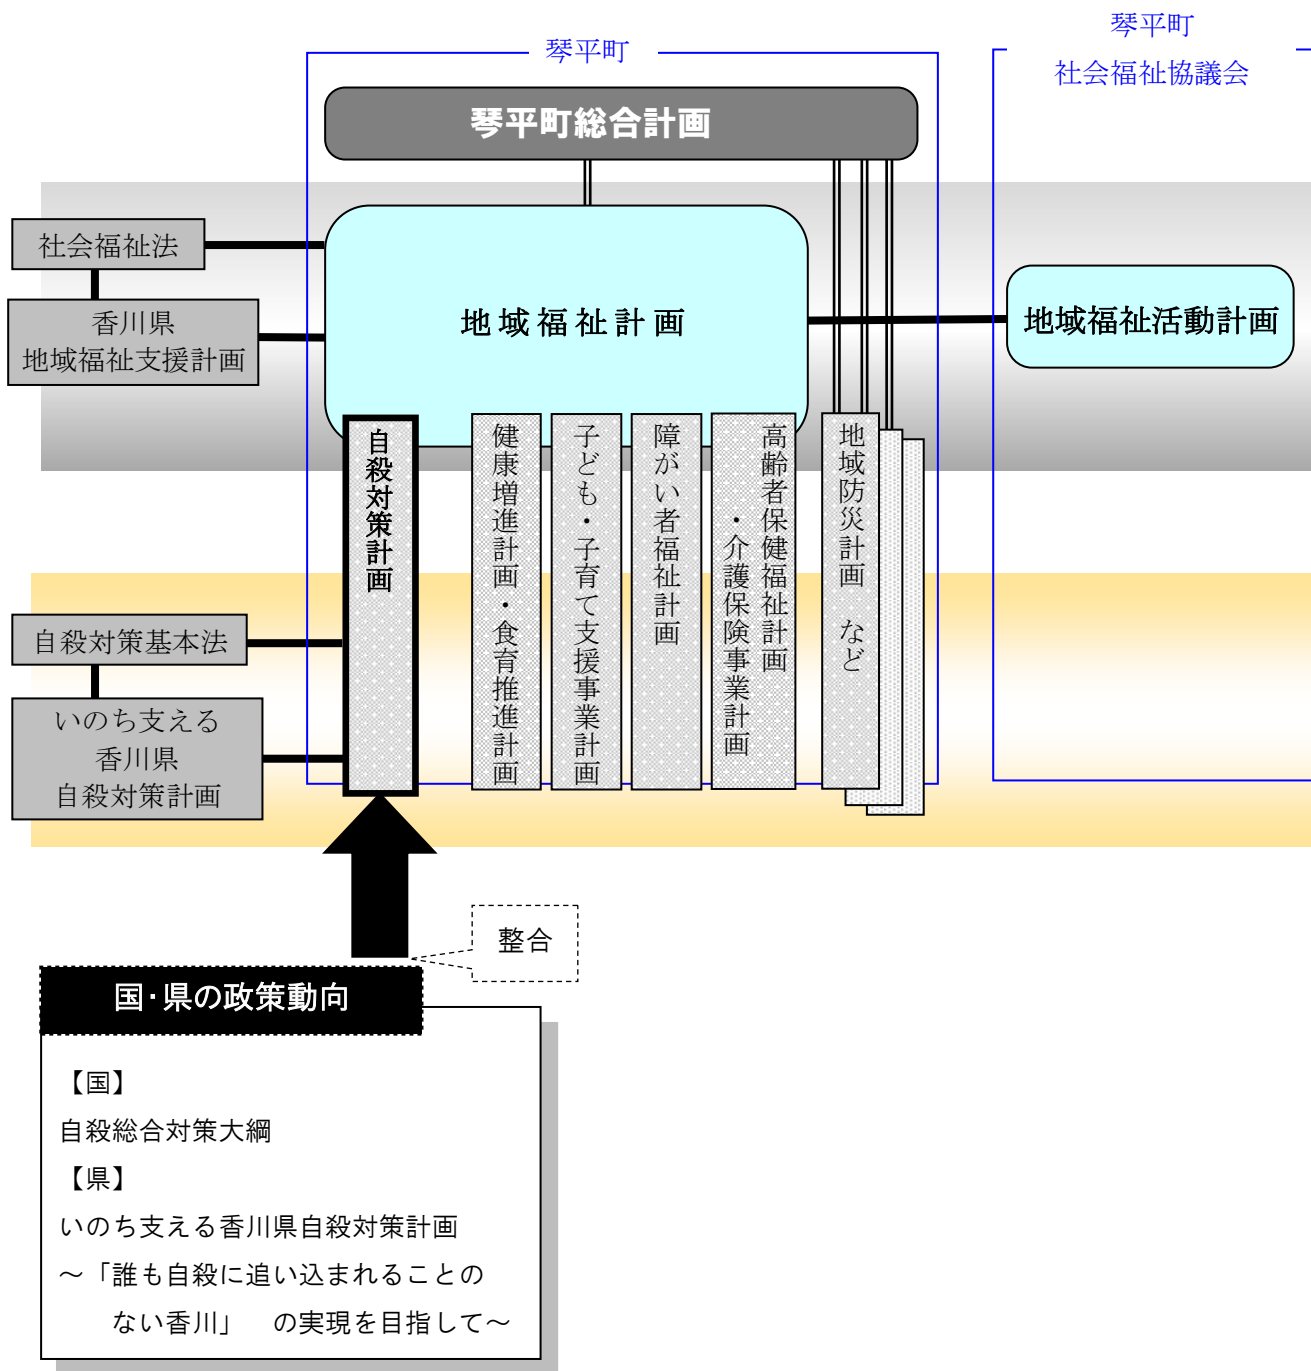 琴平町
琴平町
社会福祉協議会
琴平町総合計画
社会福祉法
香川県
地域福祉支援計画
地域福祉計画
地域福祉活動計画
自殺対策計画
健康増進計画・食育推進計画
子ども・子育て支援事業計画
障がい者福祉計画
高齢者保健福祉計画
・介護保険事業計画
地域防災計画 など
自殺対策基本法
いのち支える
香川県
自殺対策計画
整合
国・県の政策動向
【国】
自殺総合対策大綱
【県】
いのち支える香川県自殺対策計画
～「誰も自殺に追い込まれることの
ない香川」 の実現を目指して～